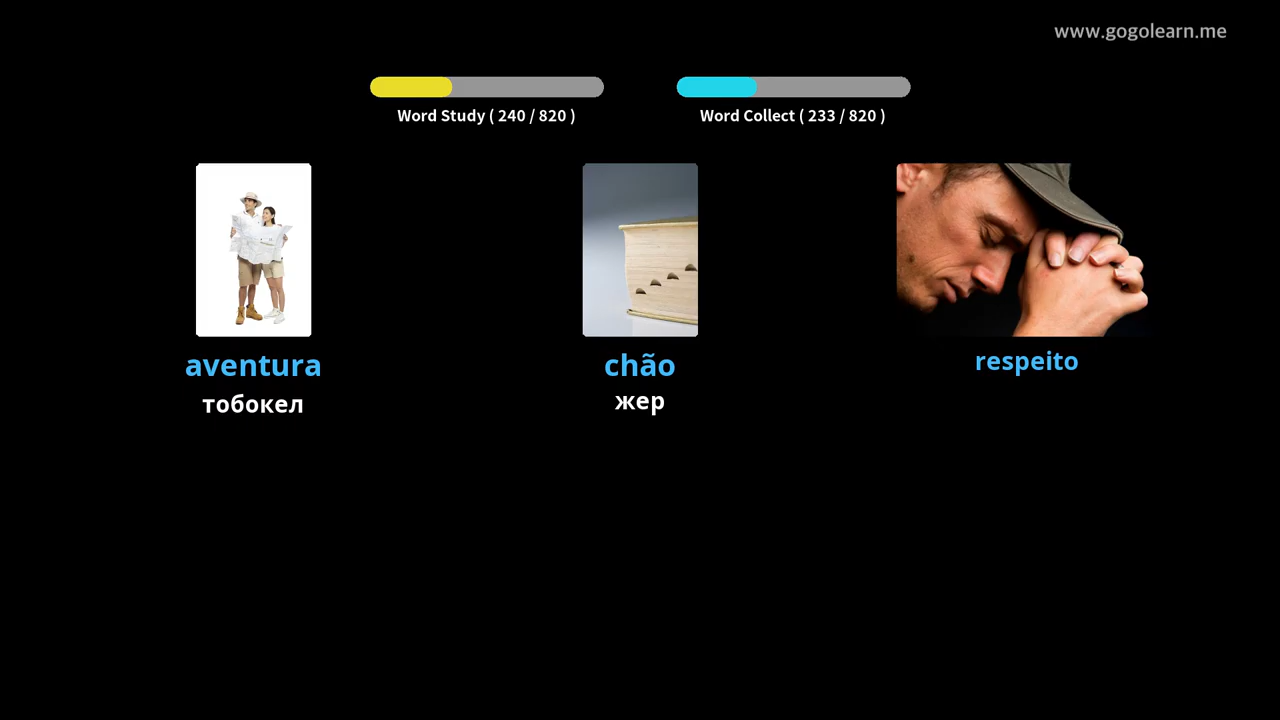 www.gogolearn.me
Word Study ( 240 / 820 )
Word Collect ( 233 / 820 )
aventura
тобокел
chão
жер
respeito